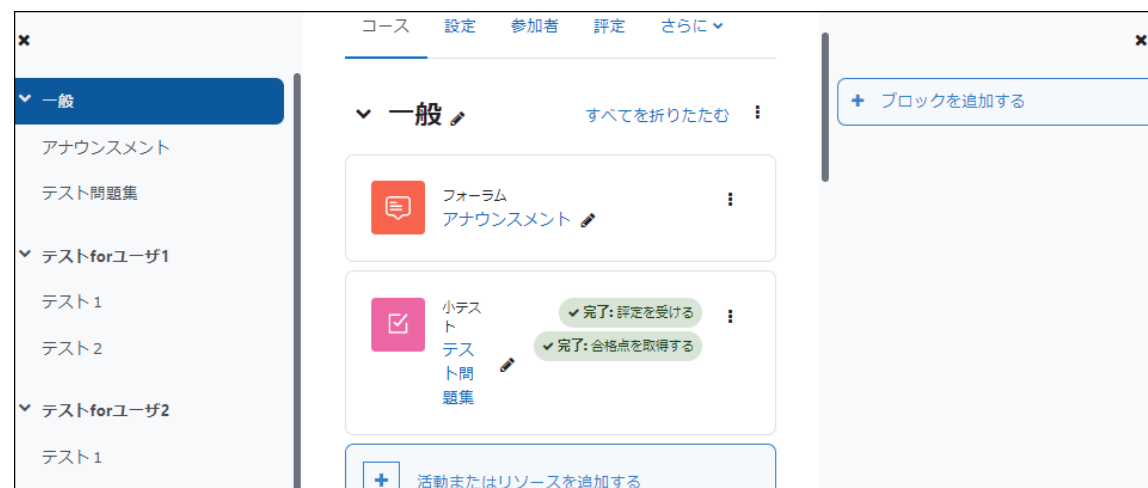 一般
アナウンスメント
テスト問題集
テストforユーザ1
テスト1
テスト2
テストforユーザ2
テスト1
コース 設定 参加者 評定 さらに
一般 すべてを折りたたむ
フォーラム
アナウンスメント
小テス
ト
テス
ト問
題集
完了: 評定を受ける
完了: 合格点を取得する
活動またはリソースを追加する
ブロックを追加する